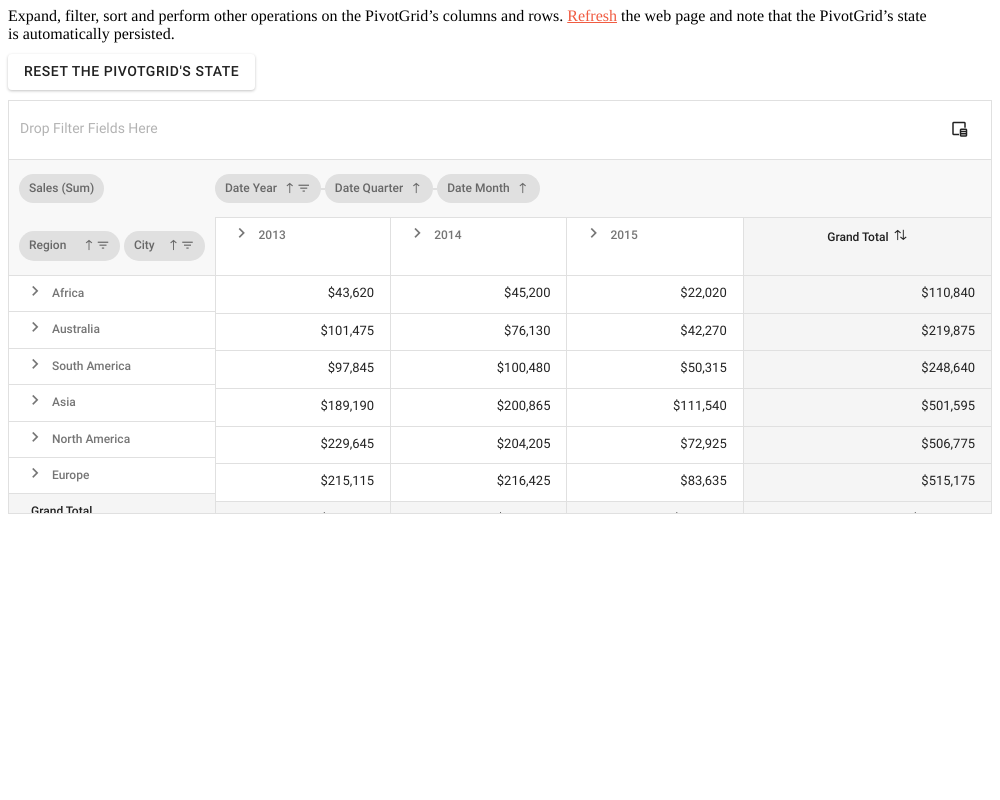 Expand, filter, sort and perform other operations on the PivotGrid’s columns and rows. Refresh the web page and note that the PivotGrid’s state
is automatically persisted.
RESET THE PIVOTGRID'S STATE
Drop Filter Fields Here
Sales (Sum) Date Year Date Quarter Date Month
Region City 2013 2014 2015 Grand Total
Africa $43,620 $45,200 $22,020 $110,840
Australia $101,475 $76,130 $42,270 $219,875
South America $97,845 $100,480 $50,315 $248,640
Asia $189,190 $200,865 $111,540 $501,595
North America $229,645 $204,205 $72,925 $506,775
Europe $215,115 $216,425 $83,635 $515,175
Grand Total